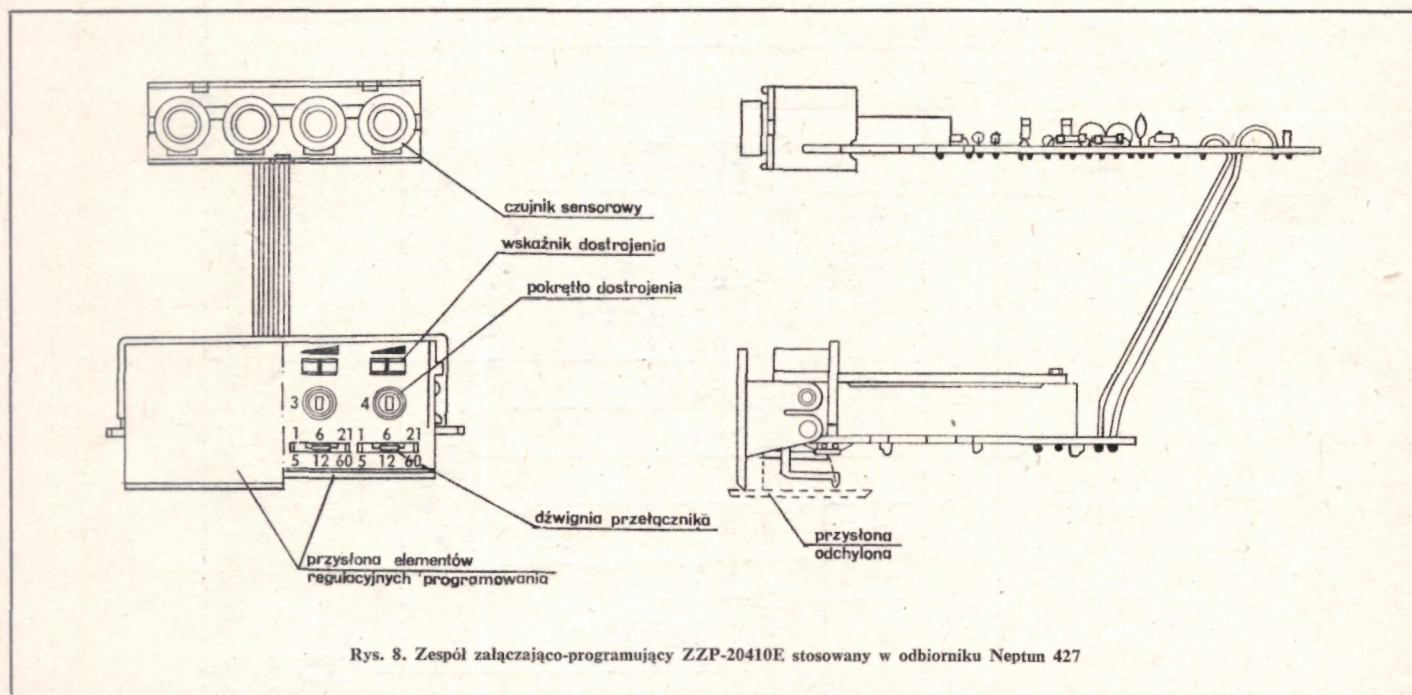 czujnik sensorowy
wskaźnik dostrojenia
pokrętło dostrojenia
3 4
1 6 21 1 6 21
5 12 60 5 12 60
dźwignia przełącznika
przysłona elementów
regulacyjnych programowania
przysłona
odchylona
Rys. 8. Zespół załączająco-programujący ZZP-20410E stosowany w odbiorniku Neptun 427